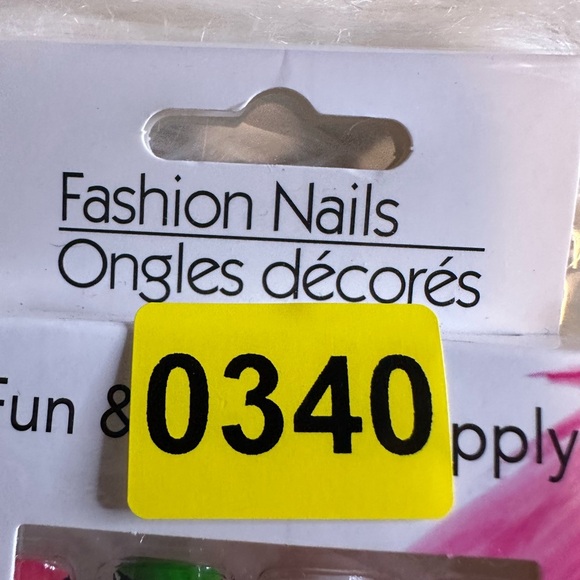 Fashion Nails
Ongles décorés
Fun & 0340 pply